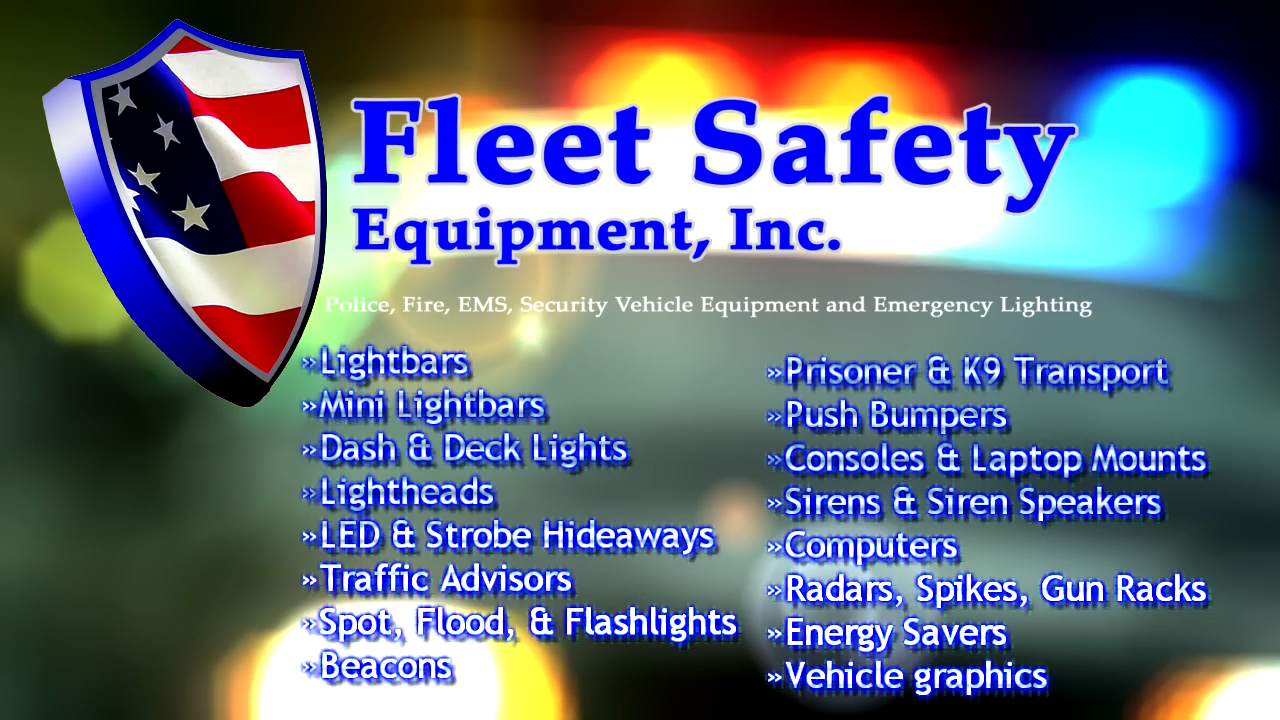 Fleet Safety
Equipment, Inc.
Police, Fire, EMS, Security Vehicle Equipment and Emergency Lighting
»Lightbars
»Mini Lightbars
»Dash & Deck Lights
»Lightheads
»LED & Strobe Hideaways
»Traffic Advisors
»Spot, Flood, & Flashlights
»Beacons
»Prisoner & K9 Transport
»Push Bumpers
»Consoles & Laptop Mounts
»Sirens & Siren Speakers
»Computers
»Radars, Spikes, Gun Racks
»Energy Savers
»Vehicle graphics